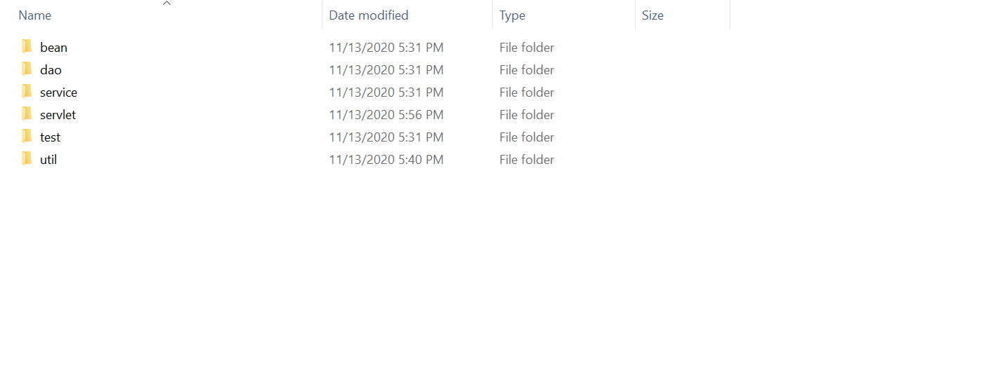 Name Date modified Type Size
bean 11/13/2020 5:31 PM File folder
dao 11/13/2020 5:31 PM File folder
service 11/13/2020 5:31 PM File folder
servlet 11/13/2020 5:56 PM File folder
test 11/13/2020 5:31 PM File folder
util 11/13/2020 5:40 PM File folder